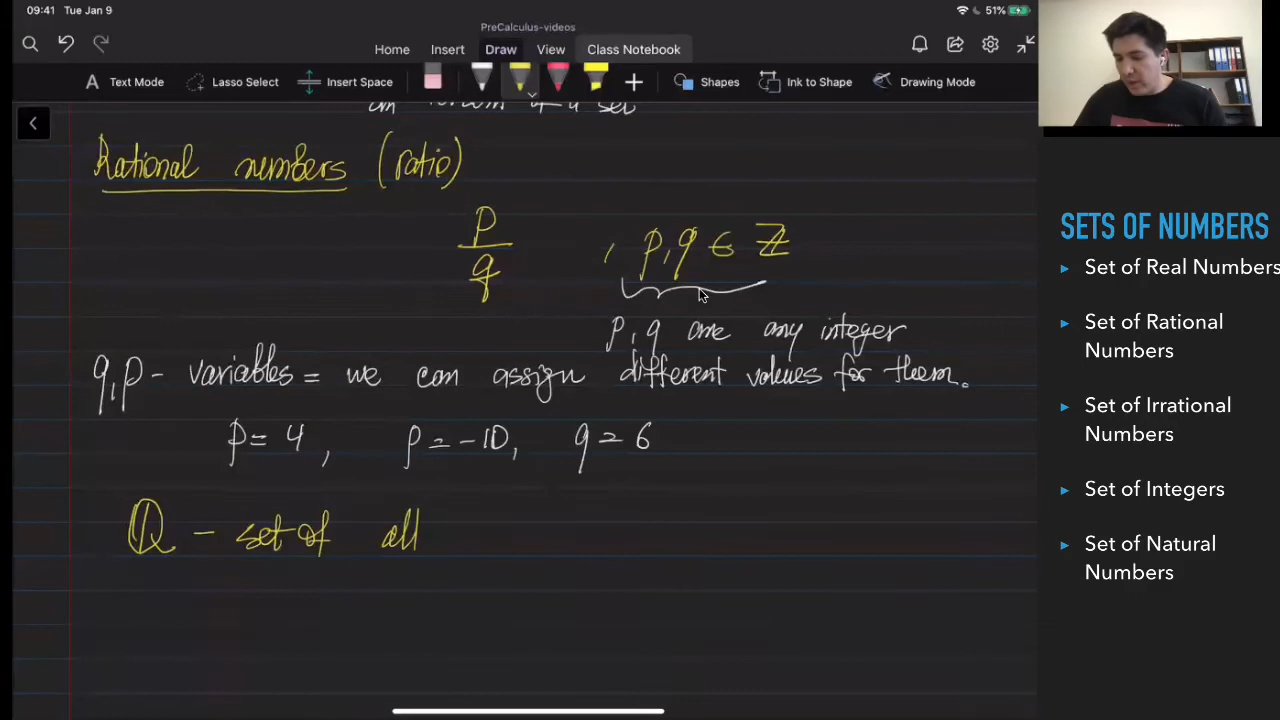 09:41 Tue Jan 9
51%
PreCalculus-videos
Home Insert Draw View Class Notebook
Text Mode Lasso Select Insert Space Shapes Ink to Shape Drawing Mode
of a set
Rational numbers (ratio)
p/q , p,q ∈ ℤ
p,q are any integer
q,p - variables = we can assign different values for them.
p = 4, p = -10, q = 6
ℚ - set of all
SETS OF NUMBERS
Set of Real Numbers
Set of Rational
Numbers
Set of Irrational
Numbers
Set of Integers
Set of Natural
Numbers